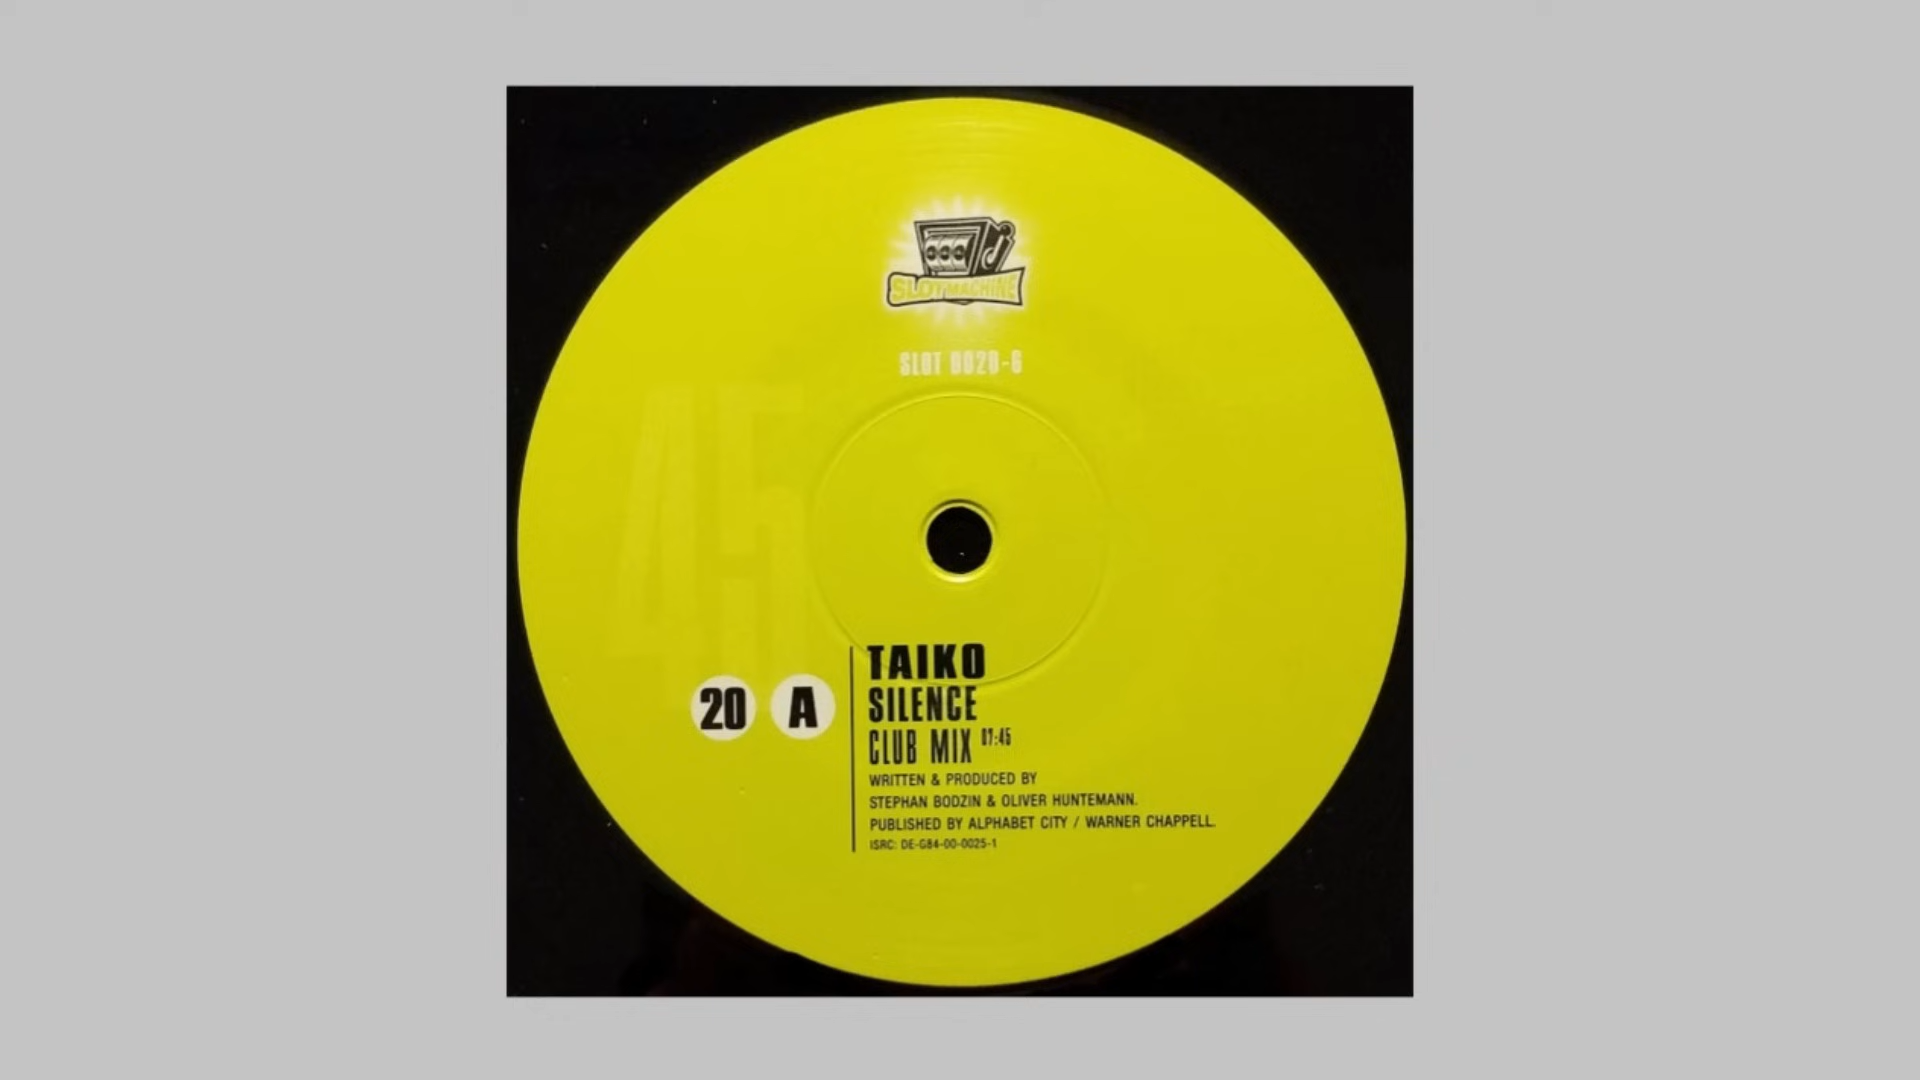 SLOTMACHINE
SLOT 0020-6
45
TAIKO
SILENCE
CLUB MIX 07:45
20 A
WRITTEN & PRODUCED BY
STEPHAN BODZIN & OLIVER HUNTEMANN.
PUBLISHED BY ALPHABET CITY / WARNER CHAPPELL.
ISRC: DE-G84-00-0025-1